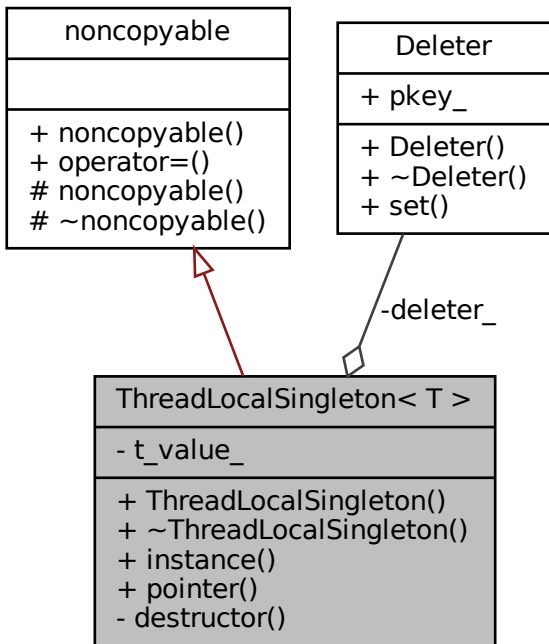 noncopyable
+ noncopyable()
+ operator=()
# noncopyable()
# ~noncopyable()
Deleter
+ pkey_
+ Deleter()
+ ~Deleter()
+ set()
-deleter_
ThreadLocalSingleton< T >
- t_value_
+ ThreadLocalSingleton()
+ ~ThreadLocalSingleton()
+ instance()
+ pointer()
- destructor()